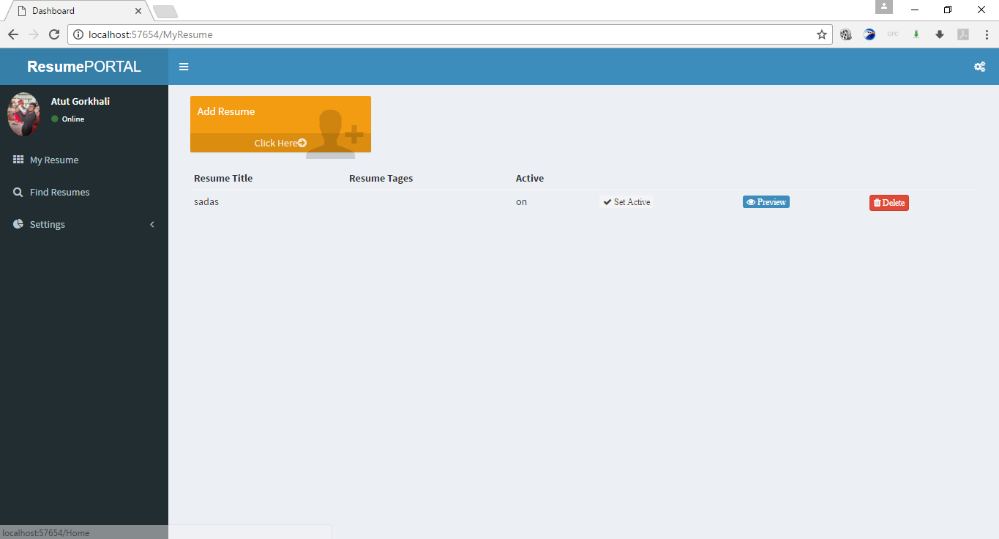 Dashboard
localhost:57654/MyResume
GPC
ResumePORTAL
Atut Gorkhali
Online
My Resume
Find Resumes
Settings
Add Resume
Click Here
Resume Title Resume Tages Active
sadas on Set Active Preview Delete
localhost:57654/Home